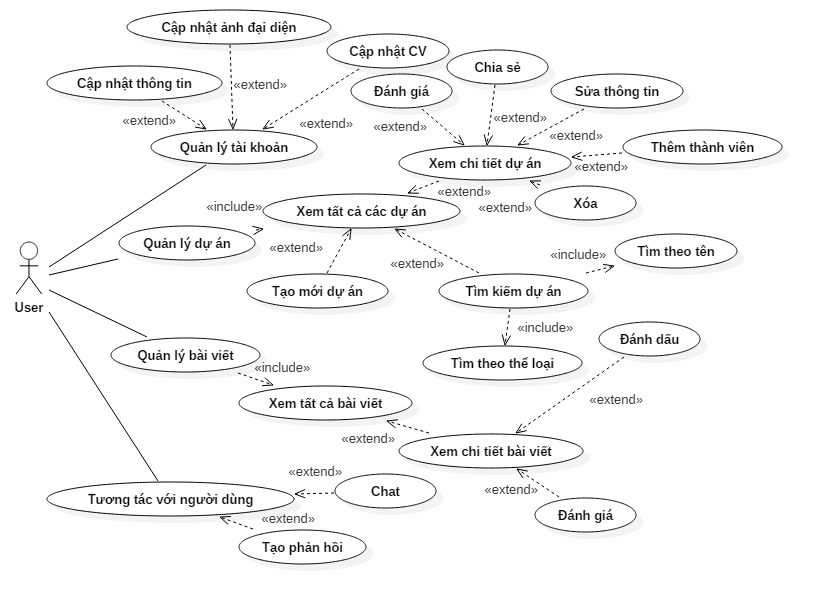 Cập nhật ảnh đại diện
Cập nhật CV
Chia sẻ
Cập nhật thông tin
«extend»
Đánh giá
Sửa thông tin
«extend»
«extend»
«extend»
«extend»
«extend»
Quản lý tài khoản
Thêm thành viên
Xem chi tiết dự án
«extend»
«extend»
«extend»
Xóa
«include»
Xem tất cả các dự án
«extend»
Quản lý dự án
«extend»
«include»
Tìm theo tên
«extend»
Tạo mới dự án
Tìm kiếm dự án
User
«include»
Đánh dấu
Quản lý bài viết
Tìm theo thể loại
«include»
Xem tất cả bài viết
«extend»
«extend»
Xem chi tiết bài viết
«extend»
Chat
«extend»
Tương tác với người dùng
«extend»
Đánh giá
Tạo phản hồi